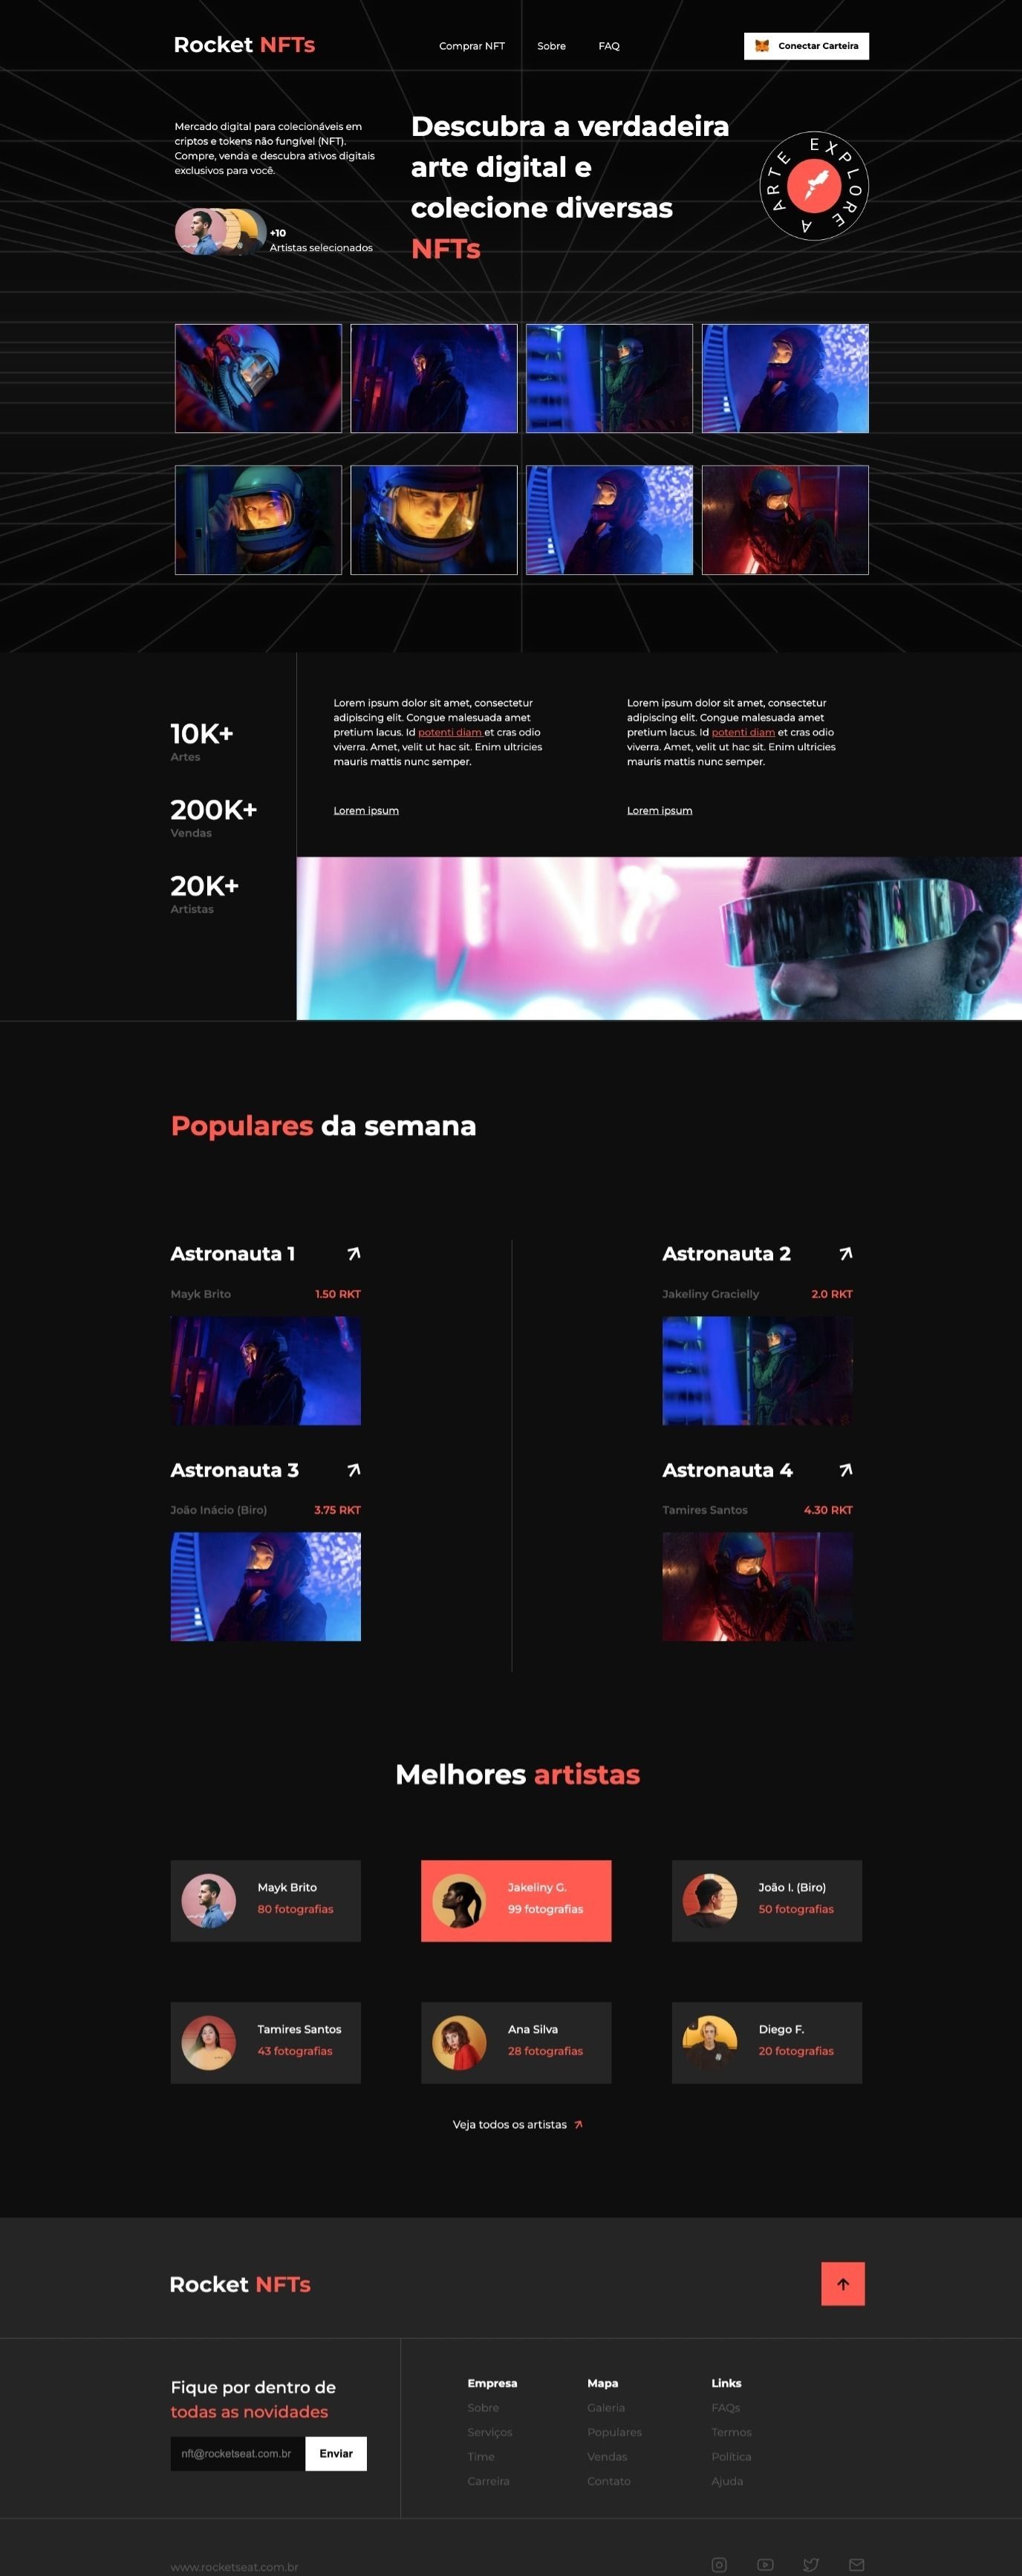 Rocket NFTs
Comprar NFT
Sobre
FAQ
Conectar Carteira
Mercado digital para colecionáveis em
criptos e tokens não fungível (NFT).
Compre, venda e descubra ativos digitais
exclusivos para você.
+10
Artistas selecionados
Descubra a verdadeira
arte digital e
colecione diversas
NFTs
EXPLORE A ARTE
10K+
Artes
200K+
Vendas
20K+
Artistas
Lorem ipsum dolor sit amet, consectetur
adipiscing elit. Congue malesuada amet
pretium lacus. Id potenti diam et cras odio
viverra. Amet, velit ut hac sit. Enim ultricies
mauris mattis nunc semper.
Lorem ipsum
Lorem ipsum dolor sit amet, consectetur
adipiscing elit. Congue malesuada amet
pretium lacus. Id potenti diam et cras odio
viverra. Amet, velit ut hac sit. Enim ultricies
mauris mattis nunc semper.
Lorem ipsum
Populares da semana
Astronauta 1
Mayk Brito
1.50 RKT
Astronauta 2
Jakeliny Gracielly
2.0 RKT
Astronauta 3
João Inácio (Biro)
3.75 RKT
Astronauta 4
Tamires Santos
4.30 RKT
Melhores artistas
Mayk Brito
80 fotografias
Jakeliny G.
99 fotografias
João I. (Biro)
50 fotografias
Tamires Santos
43 fotografias
Ana Silva
28 fotografias
Diego F.
20 fotografias
Veja todos os artistas
Rocket NFTs
Fique por dentro de
todas as novidades
nft@rocketseat.com.br
Enviar
Empresa
Sobre
Serviços
Time
Carreira
Mapa
Galeria
Populares
Vendas
Contato
Links
FAQs
Termos
Política
Ajuda
www.rocketseat.com.br